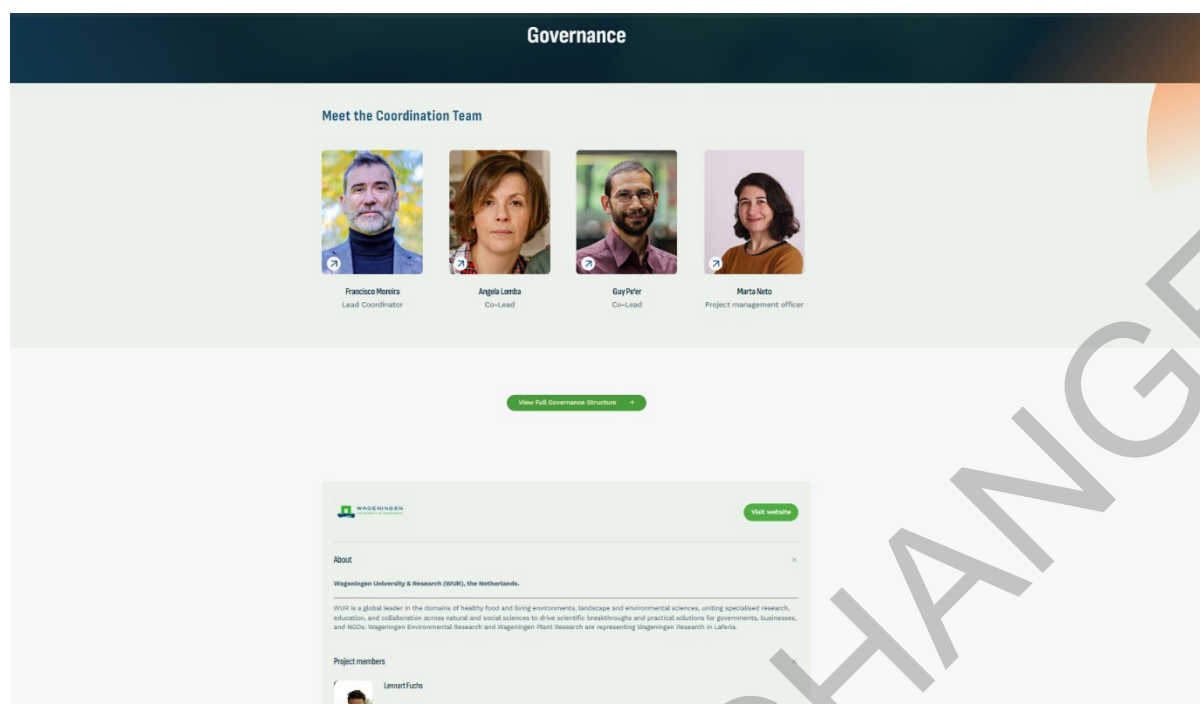 Governance
Meet the Coordination Team
Francisco Moreira
Lead Coordinator
Angela Lomba
Co-Lead
Guy Pe'er
Co-Lead
Marta Neto
Project management officer
View Full Governance Structure +
WAGENINGEN
UNIVERSITY & RESEARCH
Visit website
About
Wageningen University & Research (WUR), the Netherlands.
WUR is a global leader in the domains of healthy food and living environments, landscape and environmental sciences, uniting specialised research,
education, and collaboration across natural and social sciences to drive scientific breakthroughs and practical solutions for governments, businesses,
and NGOs. Wageningen Environmental Research and Wageningen Plant Research are representing Wageningen Research in Laferia.
Project members
Lennart Fuchs
CHANGE